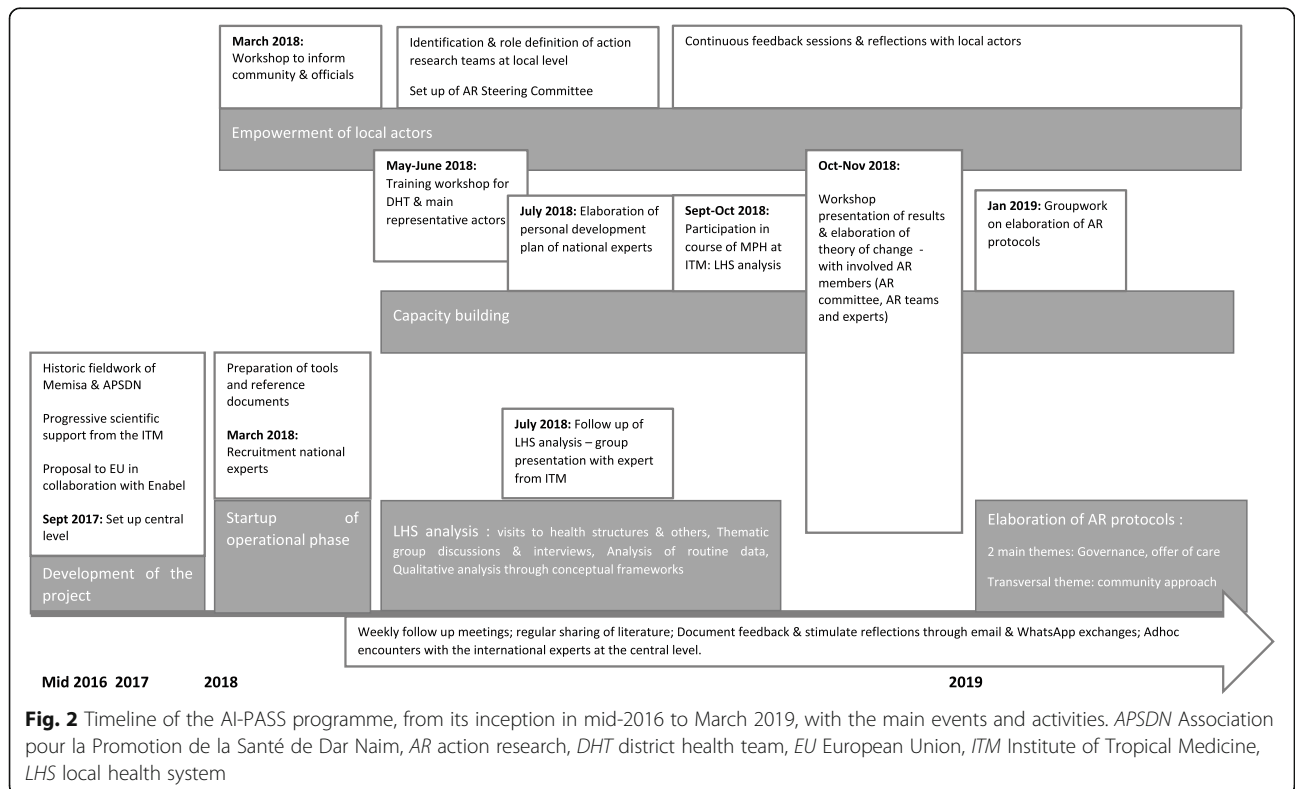 March 2018:
Workshop to inform
community & officials
Identification & role definition of action
research teams at local level
Set up of AR Steering Committee
Continuous feedback sessions & reflections with local actors
Empowerment of local actors
May-June 2018:
Training workshop for
DHT & main
representative actors
July 2018: Elaboration of
personal development
plan of national experts
Sept-Oct 2018:
Participation in
course of MPH at
ITM: LHS analysis
Oct-Nov 2018:
Workshop
presentation of results
& elaboration of
theory of change -
with involved AR
members (AR
committee, AR teams
and experts)
Jan 2019: Groupwork
on elaboration of AR
protocols
Capacity building
Historic fieldwork of
Memisa & APSDN
Progressive scientific
support from the ITM
Proposal to EU in
collaboration with Enabel
Sept 2017: Set up central
level
Development of the
project
Preparation of tools
and reference
documents
March 2018:
Recruitment national
experts
Startup of
operational phase
July 2018: Follow up of
LHS analysis – group
presentation with expert
from ITM
LHS analysis : visits to health structures & others, Thematic
group discussions & interviews, Analysis of routine data,
Qualitative analysis through conceptual frameworks
Elaboration of AR protocols :
2 main themes: Governance, offer of care
Transversal theme: community approach
Weekly follow up meetings; regular sharing of literature; Document feedback & stimulate reflections through email & WhatsApp exchanges; Adhoc
encounters with the international experts at the central level.
Mid 2016 2017 2018 2019
Fig. 2 Timeline of the AI-PASS programme, from its inception in mid-2016 to March 2019, with the main events and activities. APSDN Association
pour la Promotion de la Santé de Dar Naim, AR action research, DHT district health team, EU European Union, ITM Institute of Tropical Medicine,
LHS local health system